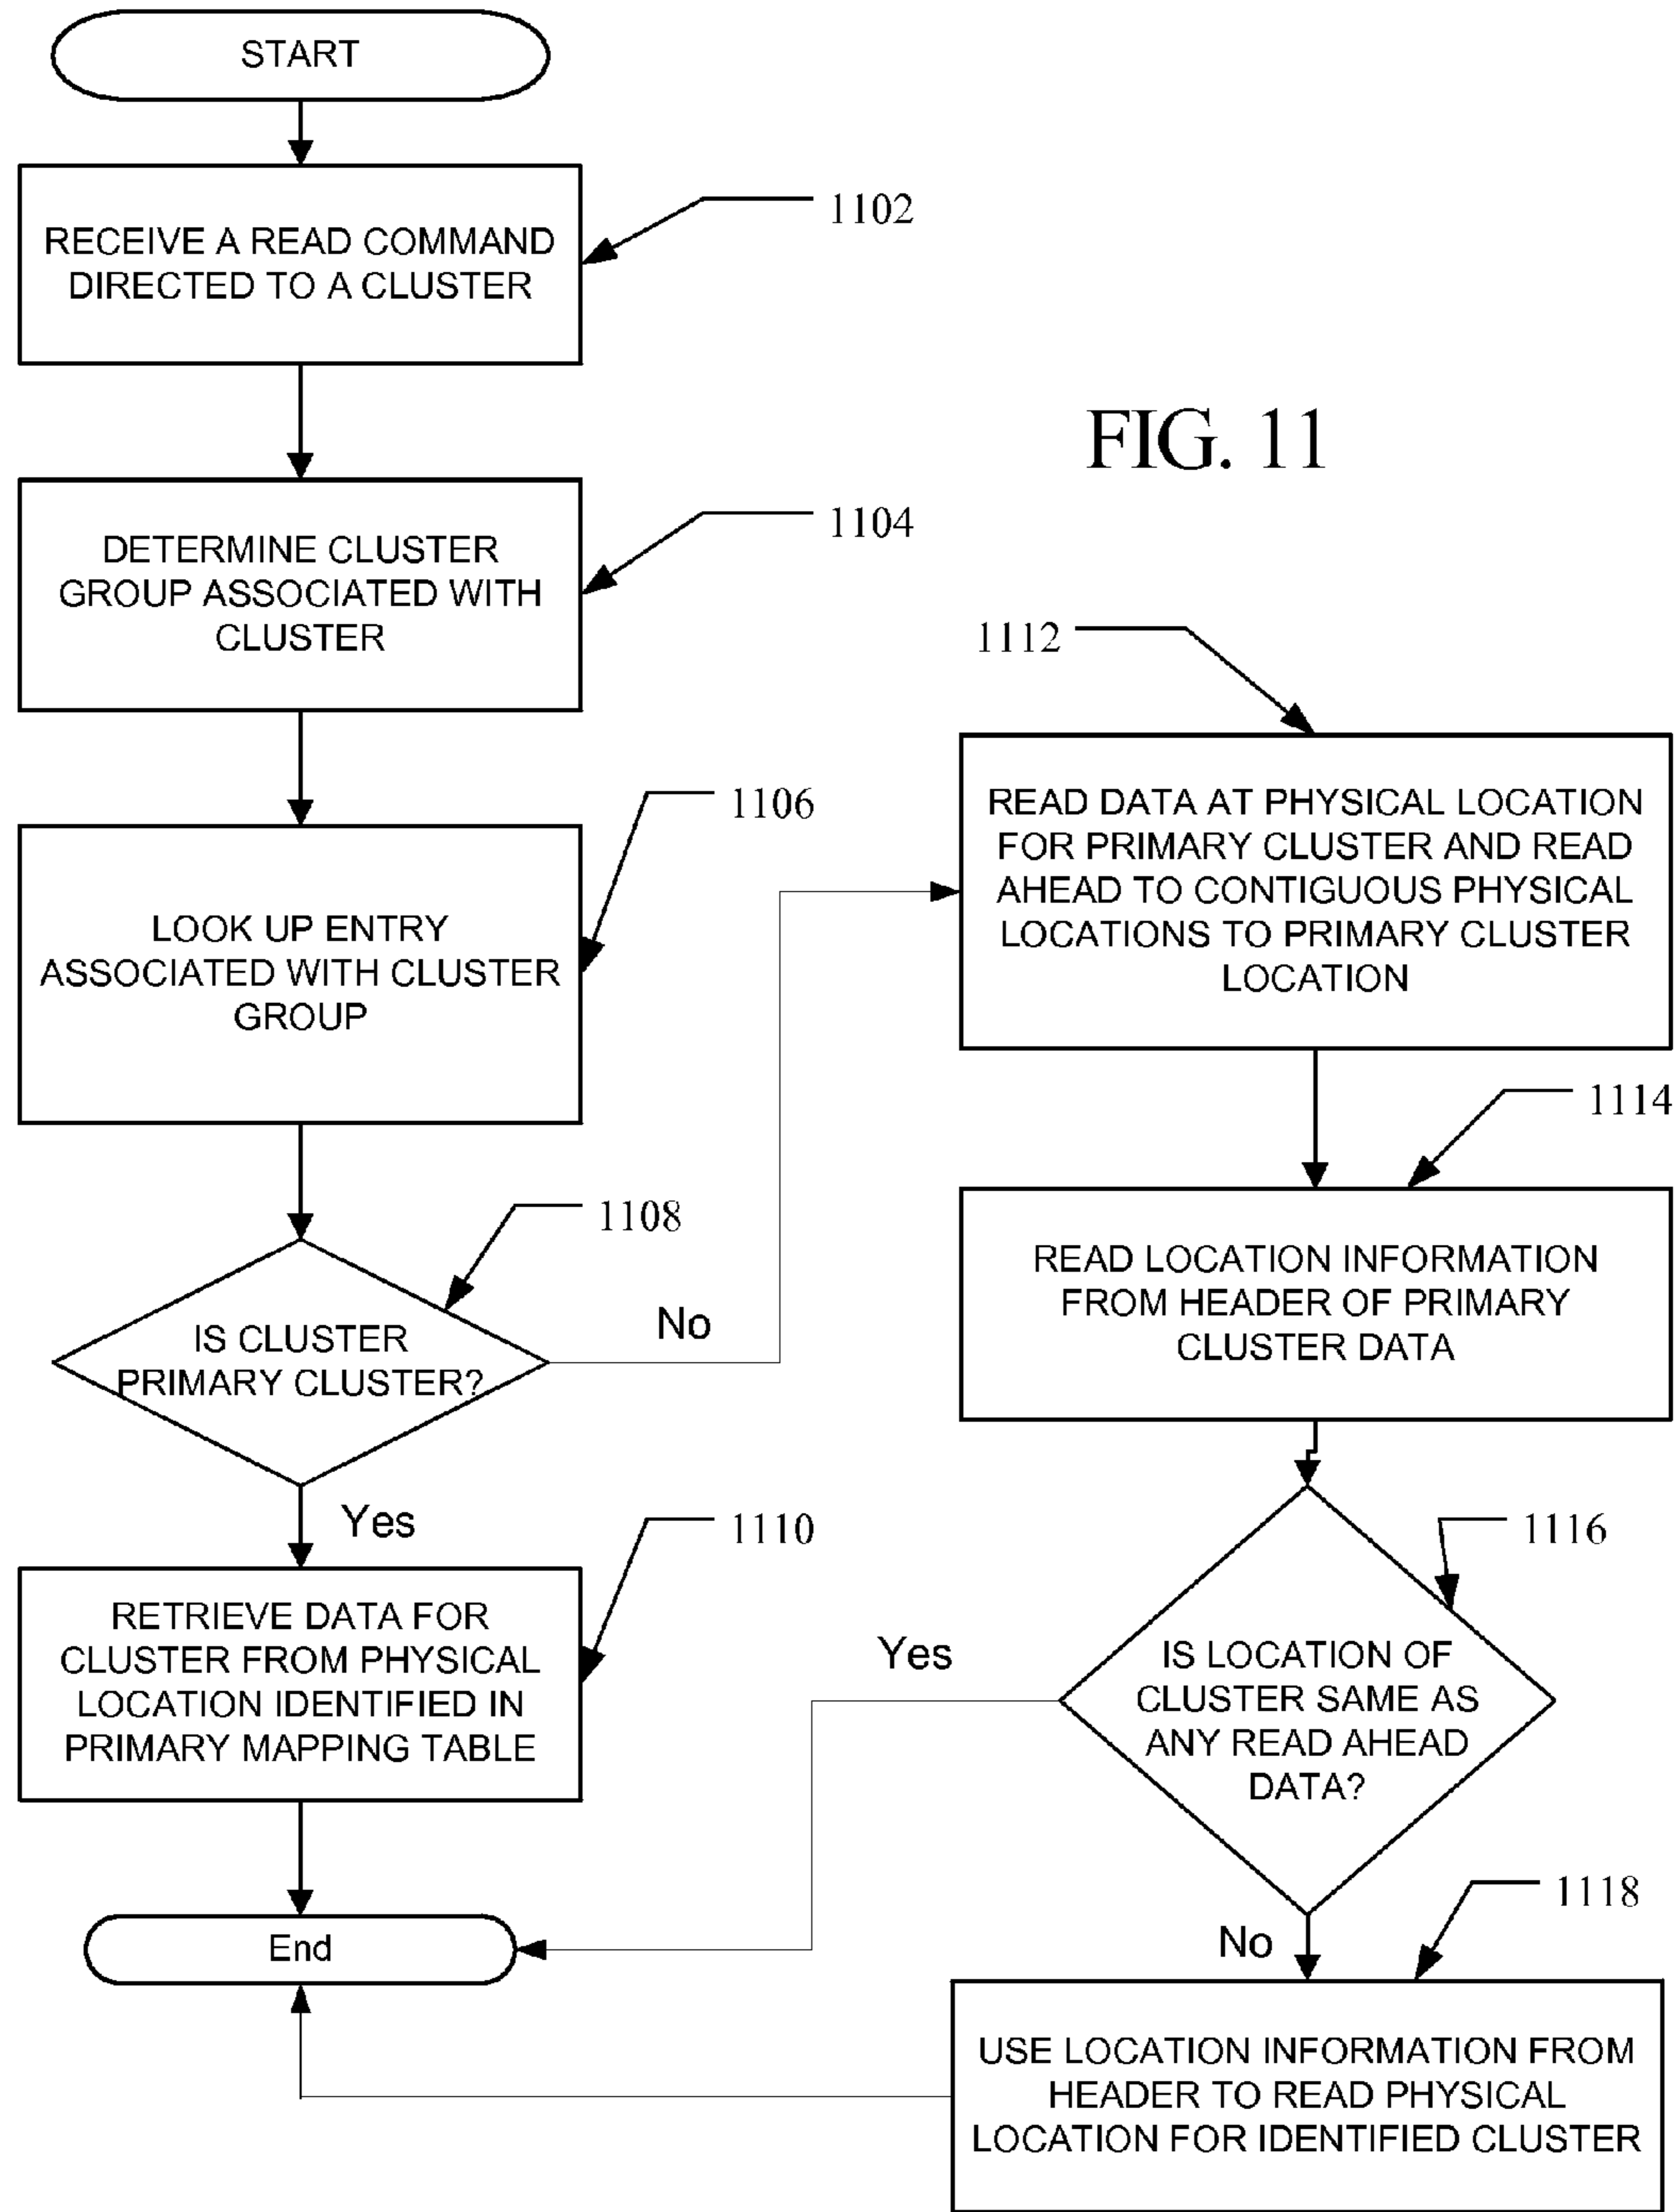 START
RECEIVE A READ COMMAND
DIRECTED TO A CLUSTER
1102
FIG. 11
DETERMINE CLUSTER
GROUP ASSOCIATED WITH
CLUSTER
1104
LOOK UP ENTRY
ASSOCIATED WITH CLUSTER
GROUP
1106
IS CLUSTER
PRIMARY CLUSTER?
1108
No
Yes
RETRIEVE DATA FOR
CLUSTER FROM PHYSICAL
LOCATION IDENTIFIED IN
PRIMARY MAPPING TABLE
1110
End
1112
READ DATA AT PHYSICAL LOCATION
FOR PRIMARY CLUSTER AND READ
AHEAD TO CONTIGUOUS PHYSICAL
LOCATIONS TO PRIMARY CLUSTER
LOCATION
1114
READ LOCATION INFORMATION
FROM HEADER OF PRIMARY
CLUSTER DATA
1116
IS LOCATION OF
CLUSTER SAME AS
ANY READ AHEAD
DATA?
Yes
No
1118
USE LOCATION INFORMATION FROM
HEADER TO READ PHYSICAL
LOCATION FOR IDENTIFIED CLUSTER